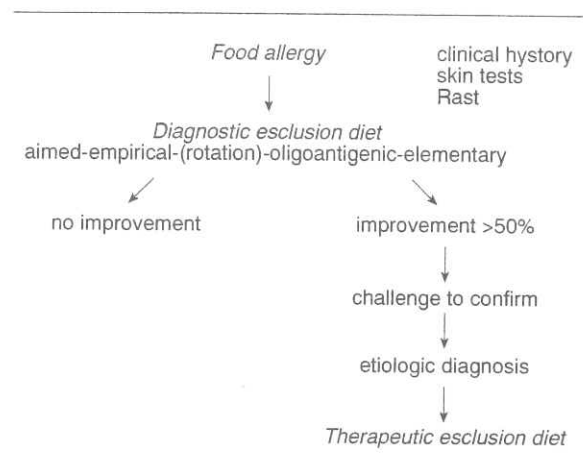 Food allergy
clinical hystory
skin tests
Rast
Diagnostic esclusion diet
aimed-empirical-(rotation)-oligoantigenic-elementary
no improvement
improvement >50%
challenge to confirm
etiologic diagnosis
Therapeutic esclusion diet